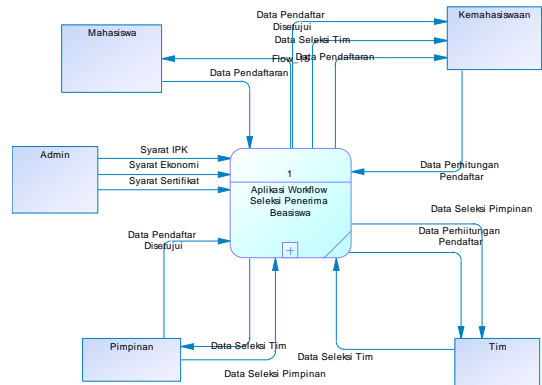 Data Pendaftar
Disetujui
Kemahasiswaan
Mahasiswa
Data Seleksi Tim
Data Pendaftaran
Data Pendaftaran
Admin
Syarat IPK
Syarat Ekonomi
Syarat Sertifikat
1
Aplikasi Workflow
Seleksi Penerima
Beasiswa
Data Perhitungan
Pendaftar
Data Seleksi Pimpinan
Data Perhiitungan
Pendaftar
Data Pendaftar
Disetujui
Pimpinan
Data Seleksi Tim
Data Seleksi Pimpinan
Data Seleksi Tim
Tim